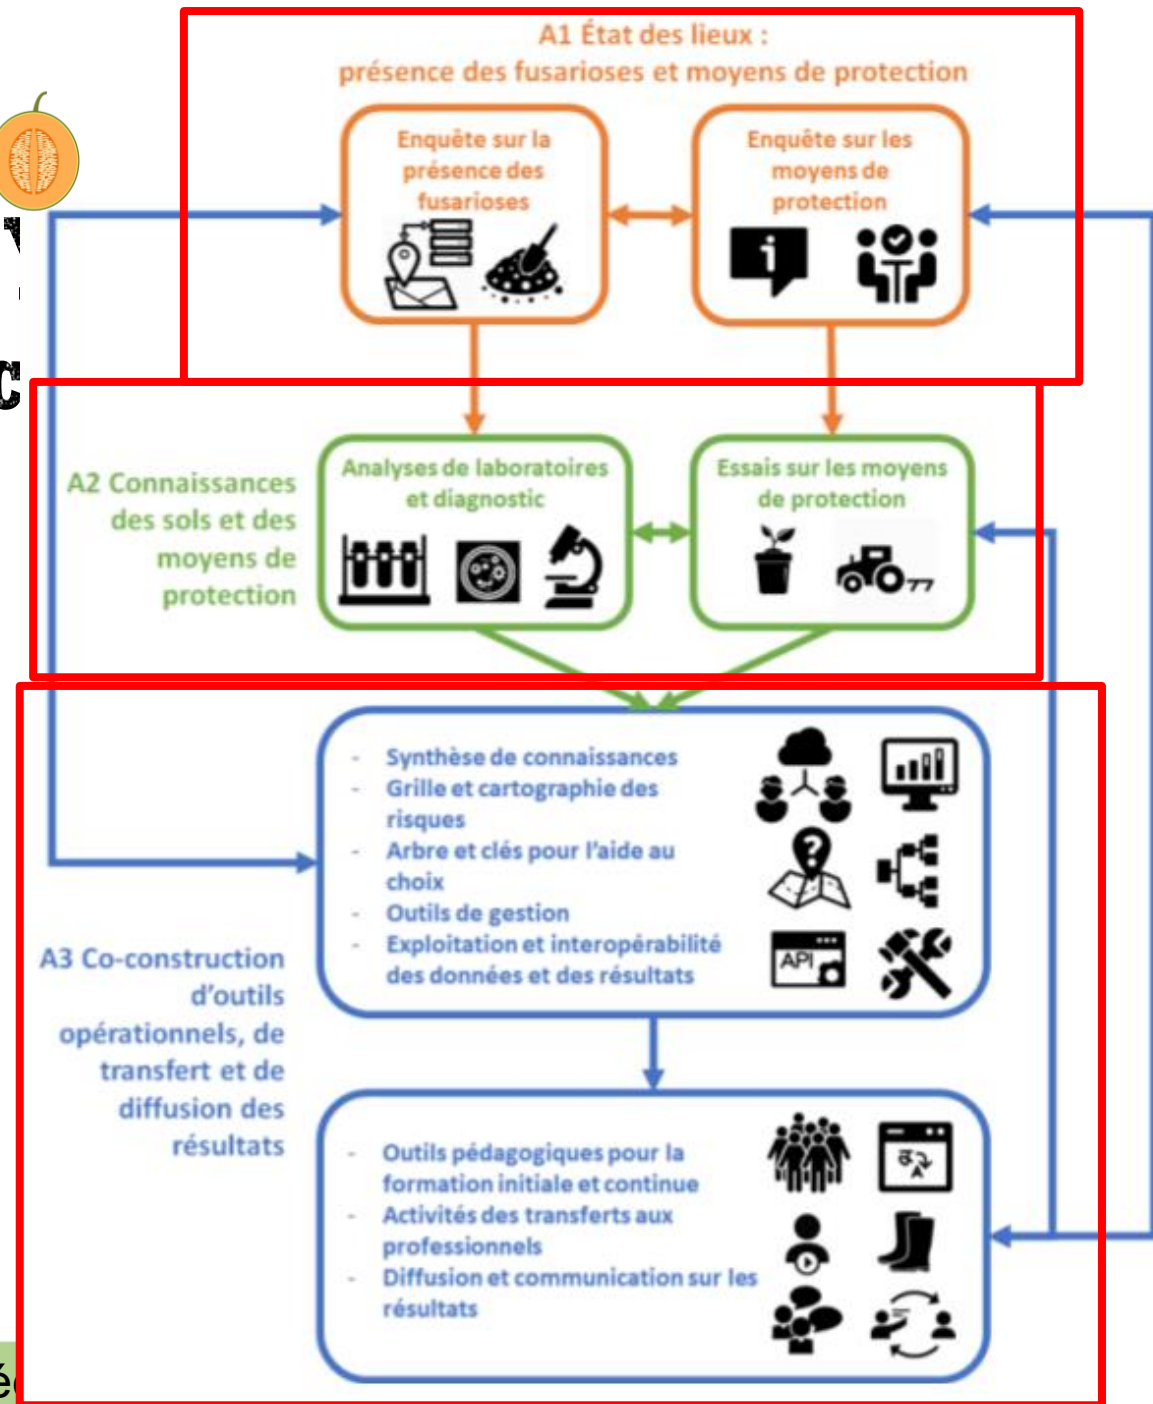 A1 État des lieux :
présence des fusarioses et moyens de protection
Enquête sur la
présence des
fusarioses
Enquête sur les
moyens de
protection
i
A2 Connaissances
des sols et des
moyens de
protection
Analyses de laboratoires
et diagnostic
Essais sur les moyens
de protection
- Synthèse de connaissances
- Grille et cartographie des
risques
- Arbre et clés pour l'aide au
choix
- Outils de gestion
- Exploitation et interopérabilité
des données et des résultats
?
API
A3 Co-construction
d'outils
opérationnels, de
transfert et de
diffusion des
résultats
- Outils pédagogiques pour la
formation initiale et continue
- Activités des transferts aux
professionnels
- Diffusion et communication sur les
résultats
A